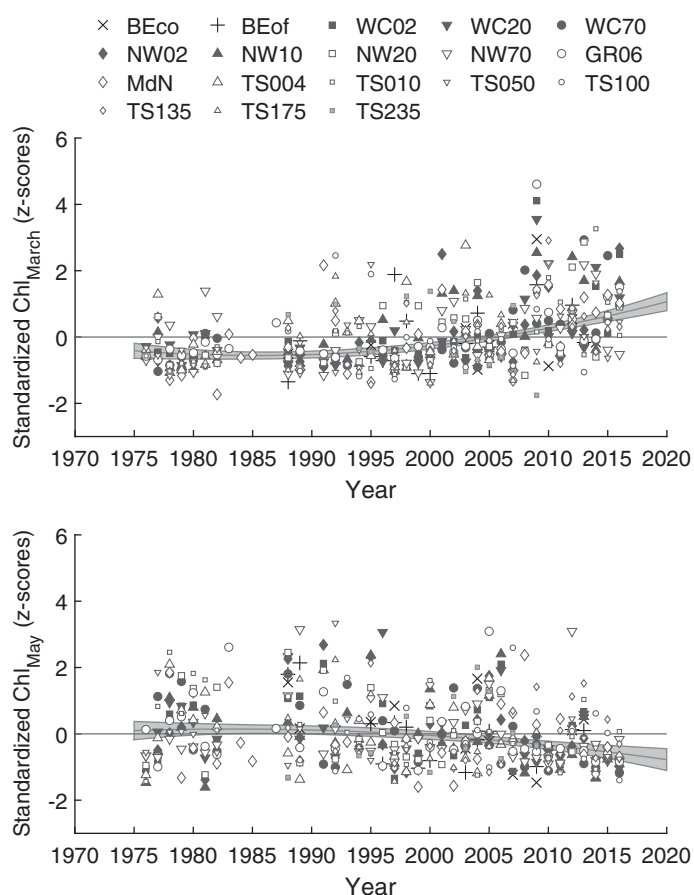 BEco BEof WC02 WC20 WC70
NW02 NW10 NW20 NW70 GR06
MdN TS004 TS010 TS050 TS100
TS135 TS175 TS235
Standardized Chl_March (z-scores)
6
4
2
0
-2
1970 1975 1980 1985 1990 1995 2000 2005 2010 2015 2020
Year
Standardized Chl_May (z-scores)
6
4
2
0
-2
1970 1975 1980 1985 1990 1995 2000 2005 2010 2015 2020
Year